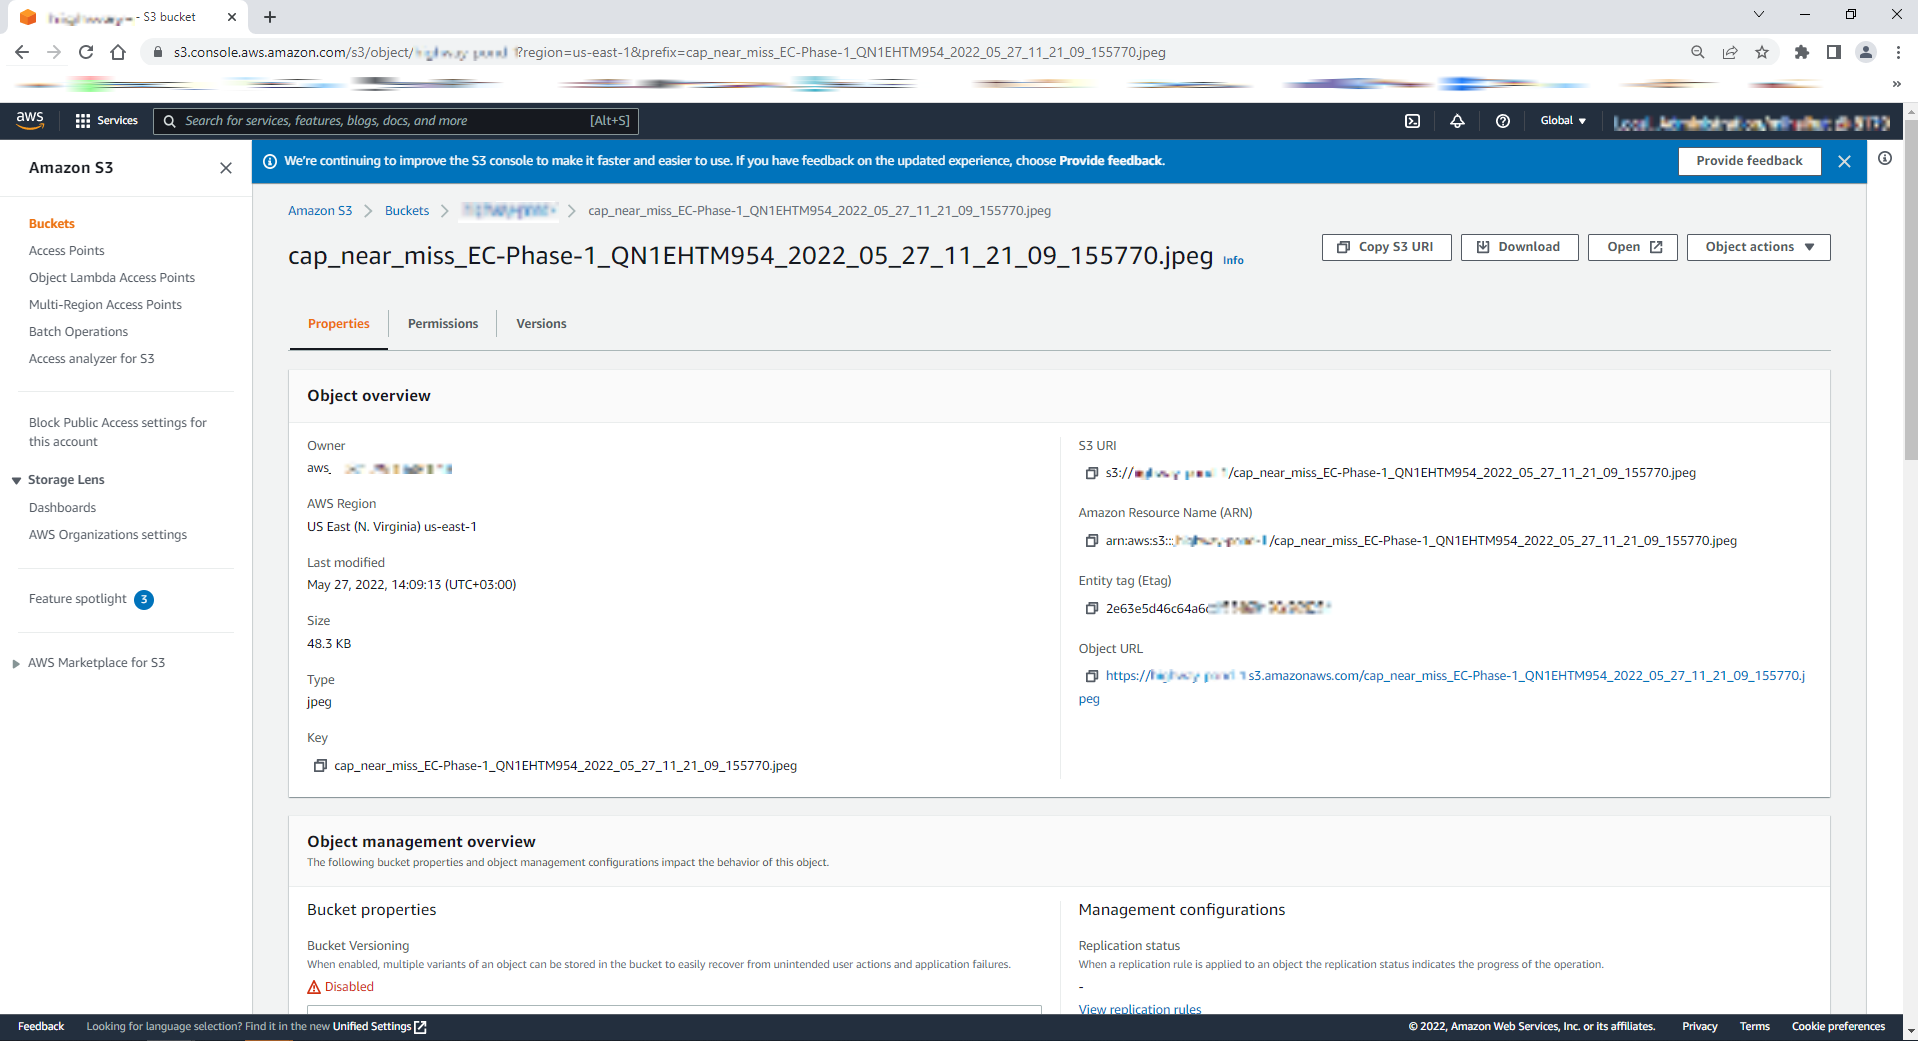 - S3 bucket
s3.console.aws.amazon.com/s3/object/ ?region=us-east-1&prefix=cap_near_miss_EC-Phase-1_QN1EHTM954_2022_05_27_11_21_09_155770.jpeg
aws
Services
Search for services, features, blogs, docs, and more
[Alt+S]
Global
Amazon S3
We're continuing to improve the S3 console to make it faster and easier to use. If you have feedback on the updated experience, choose Provide feedback.
Provide feedback
Buckets
Access Points
Object Lambda Access Points
Multi-Region Access Points
Batch Operations
Access analyzer for S3
Block Public Access settings for
this account
Storage Lens
Dashboards
AWS Organizations settings
Feature spotlight 3
AWS Marketplace for S3
Amazon S3
Buckets
cap_near_miss_EC-Phase-1_QN1EHTM954_2022_05_27_11_21_09_155770.jpeg
cap_near_miss_EC-Phase-1_QN1EHTM954_2022_05_27_11_21_09_155770.jpeg Info
Copy S3 URI
Download
Open
Object actions
Properties
Permissions
Versions
Object overview
Owner
aws_
AWS Region
US East (N. Virginia) us-east-1
Last modified
May 27, 2022, 14:09:13 (UTC+03:00)
Size
48.3 KB
Type
jpeg
Key
cap_near_miss_EC-Phase-1_QN1EHTM954_2022_05_27_11_21_09_155770.jpeg
S3 URI
s3:// /cap_near_miss_EC-Phase-1_QN1EHTM954_2022_05_27_11_21_09_155770.jpeg
Amazon Resource Name (ARN)
arn:aws:s3::: /cap_near_miss_EC-Phase-1_QN1EHTM954_2022_05_27_11_21_09_155770.jpeg
Entity tag (Etag)
2e63e5d46c64a6
Object URL
https:// s3.amazonaws.com/cap_near_miss_EC-Phase-1_QN1EHTM954_2022_05_27_11_21_09_155770.j
peg
Object management overview
The following bucket properties and object management configurations impact the behavior of this object.
Bucket properties
Bucket Versioning
When enabled, multiple variants of an object can be stored in the bucket to easily recover from unintended user actions and application failures.
Disabled
Management configurations
Replication status
When a replication rule is applied to an object the replication status indicates the progress of the operation.
-
View replication rules
Feedback
Looking for language selection? Find it in the new Unified Settings
© 2022, Amazon Web Services, Inc. or its affiliates.
Privacy
Terms
Cookie preferences